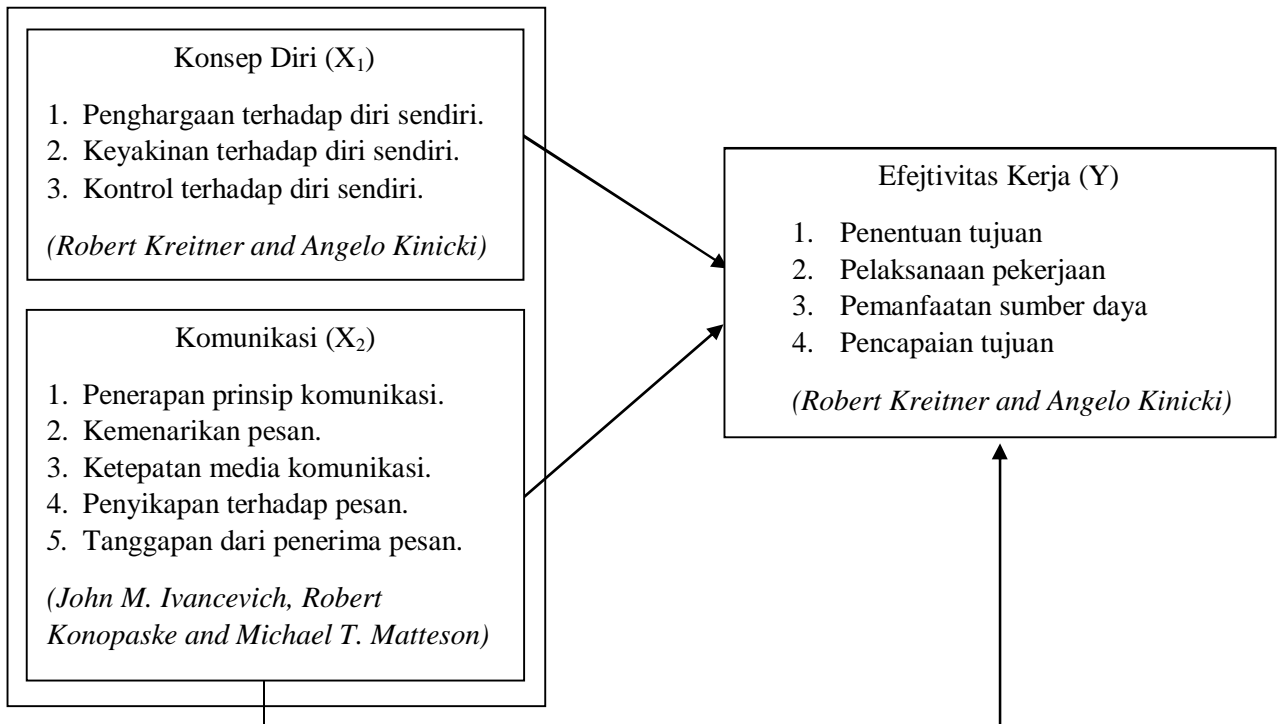 Konsep Diri (X₁)
1. Penghargaan terhadap diri sendiri.
2. Keyakinan terhadap diri sendiri.
3. Kontrol terhadap diri sendiri.
(Robert Kreitner and Angelo Kinicki)
Komunikasi (X₂)
1. Penerapan prinsip komunikasi.
2. Kemenarikan pesan.
3. Ketepatan media komunikasi.
4. Penyikapan terhadap pesan.
5. Tanggapan dari penerima pesan.
(John M. Ivancevich, Robert
Konopaske and Michael T. Matteson)
Efejtivitas Kerja (Y)
1. Penentuan tujuan
2. Pelaksanaan pekerjaan
3. Pemanfaatan sumber daya
4. Pencapaian tujuan
(Robert Kreitner and Angelo Kinicki)